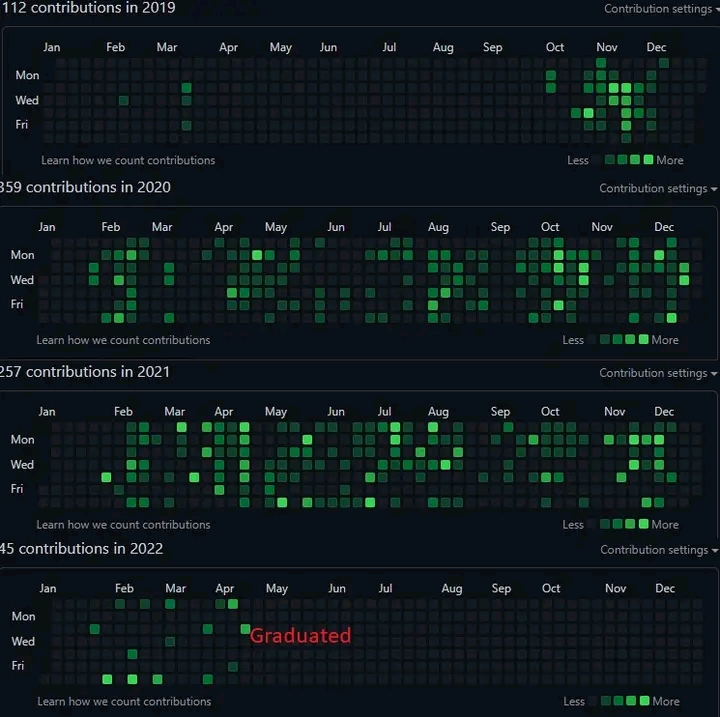 112 contributions in 2019
Contribution settings
Jan Feb Mar Apr May Jun Jul Aug Sep Oct Nov Dec
Mon
Wed
Fri
Learn how we count contributions
Less More
359 contributions in 2020
Contribution settings
Jan Feb Mar Apr May Jun Jul Aug Sep Oct Nov Dec
Mon
Wed
Fri
Learn how we count contributions
Less More
257 contributions in 2021
Contribution settings
Jan Feb Mar Apr May Jun Jul Aug Sep Oct Nov Dec
Mon
Wed
Fri
Learn how we count contributions
Less More
45 contributions in 2022
Contribution settings
Jan Feb Mar Apr May Jun Jul Aug Sep Oct Nov Dec
Mon
Graduated
Wed
Fri
Learn how we count contributions
Less More